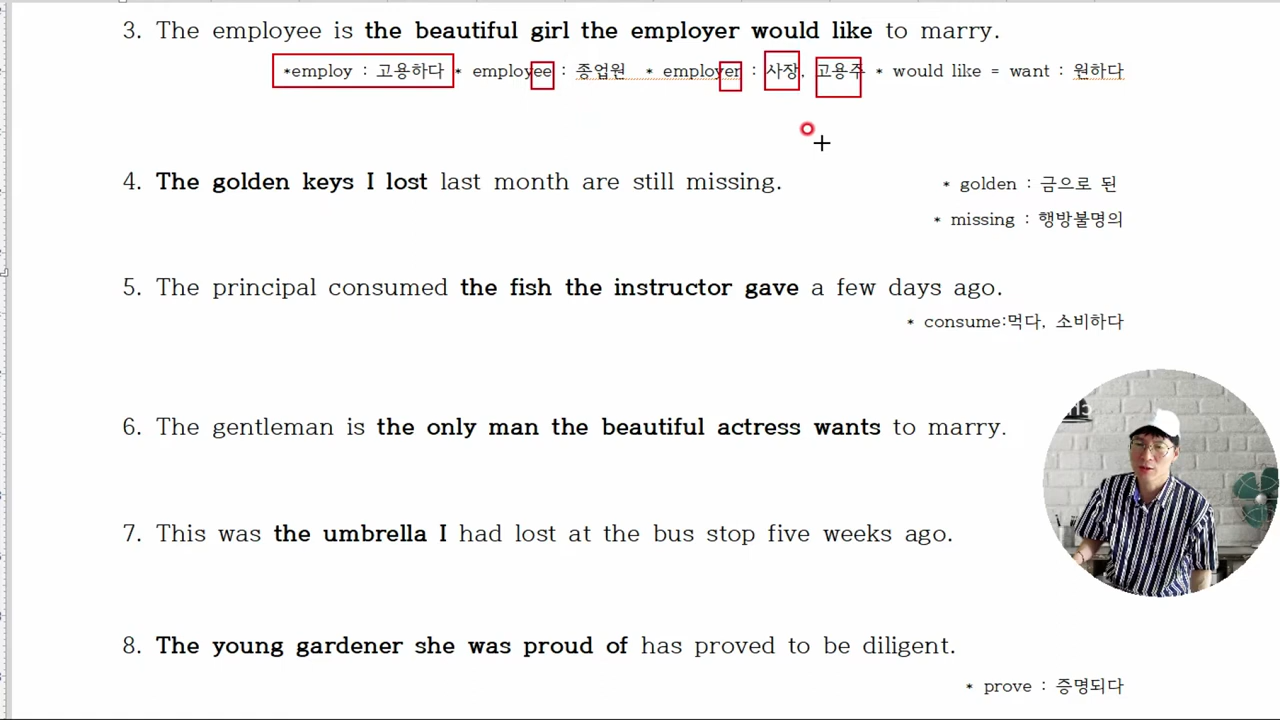 3. The employee is the beautiful girl the employer would like to marry.
*employ : 고용하다 * employee : 종업원 * employer : 사장, 고용주 * would like = want : 원하다
4. The golden keys I lost last month are still missing.
* golden : 금으로 된
* missing : 행방불명의
5. The principal consumed the fish the instructor gave a few days ago.
* consume:먹다, 소비하다
6. The gentleman is the only man the beautiful actress wants to marry.
7. This was the umbrella I had lost at the bus stop five weeks ago.
8. The young gardener she was proud of has proved to be diligent.
* prove : 증명되다